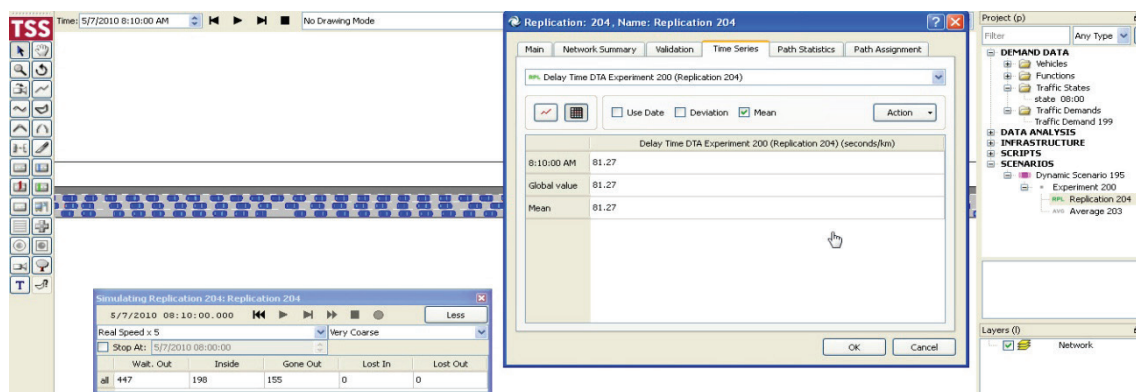 TSS
Time: 5/7/2010 8:10:00 AM
No Drawing Mode
Replication: 204 , Name: Replication 204
Main
Network Summary
Validation
Time Series
Path Statistics
Path Assignment
RPL Delay Time DTA Experiment 200 (Replication 204)
Use Date
Deviation
Mean
Action
Delay Time DTA Experiment 200 (Replication 204) (seconds/km)
8:10:00 AM 81.27
Global value 81.27
Mean 81.27
OK
Cancel
Simulating Replication 204: Replication 204
5/7/2010 08:10:00.000
Less
Real Speed x 5
Very Coarse
Stop At: 5/7/2010 08:00:00
Wait. Out Inside Gone Out Lost In Lost Out
all 447 198 155 0 0
Project (p)
Filter
Any Type
DEMAND DATA
Vehicles
Functions
Traffic States
state 08:00
Traffic Demands
Traffic Demand 199
DATA ANALYSIS
INFRASTRUCTURE
SCRIPTS
SCENARIOS
Dynamic Scenario 195
Experiment 200
RPL Replication 204
AVG Average 203
Layers (l)
Network